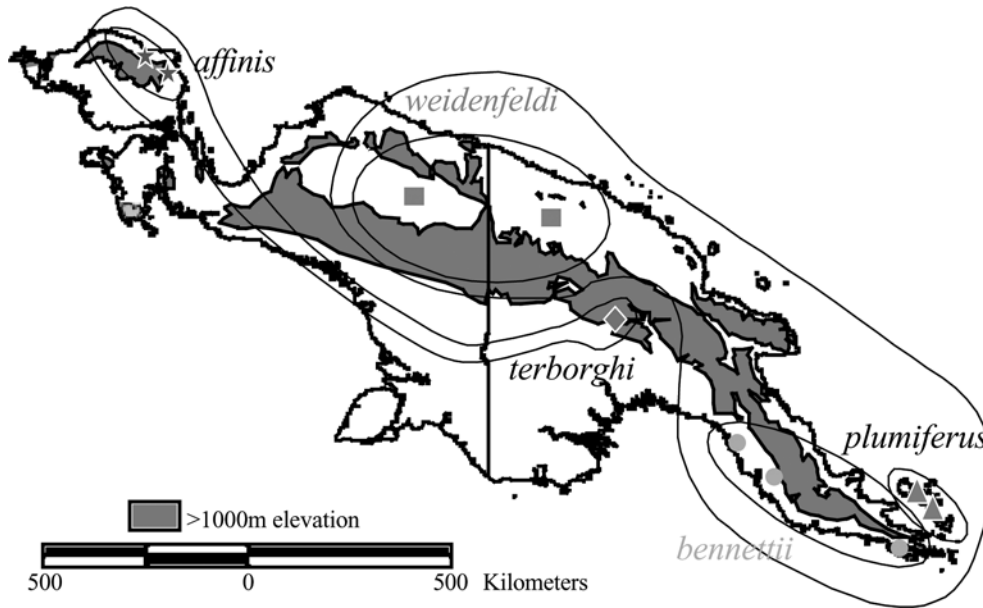 affinis
weidenfeldi
terborghi
plumiferus
bennettii
>1000m elevation
500 0 500 Kilometers